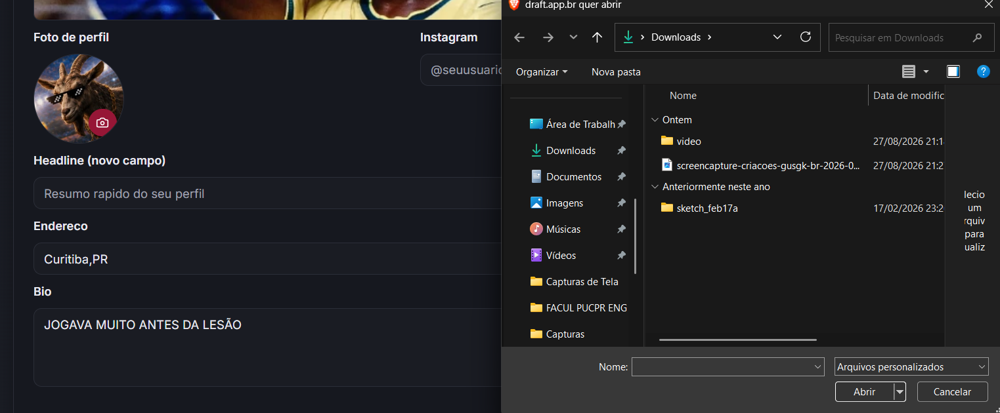 Foto de perfil
Instagram
@seuusuario
Headline (novo campo)
Resumo rapido do seu perfil
Endereco
Curitiba,PR
Bio
JOGAVA MUITO ANTES DA LESÃO
draft.app.br quer abrir
Downloads
Pesquisar em Downloads
Organizar
Nova pasta
?
Área de Trabalh
Downloads
Documentos
Imagens
Músicas
Vídeos
Capturas de Tela
FACUL PUCPR ENG
Capturas
Nome
Data de modific
Ontem
video
27/08/2026 21:1
screencapture-criacoes-gusgk-br-2026-0...
27/08/2026 21:2
Anteriormente neste ano
sketch_feb17a
17/02/2026 23:2
lecio
um
rquiv
para
ualiz
Nome:
Arquivos personalizados
Abrir
Cancelar